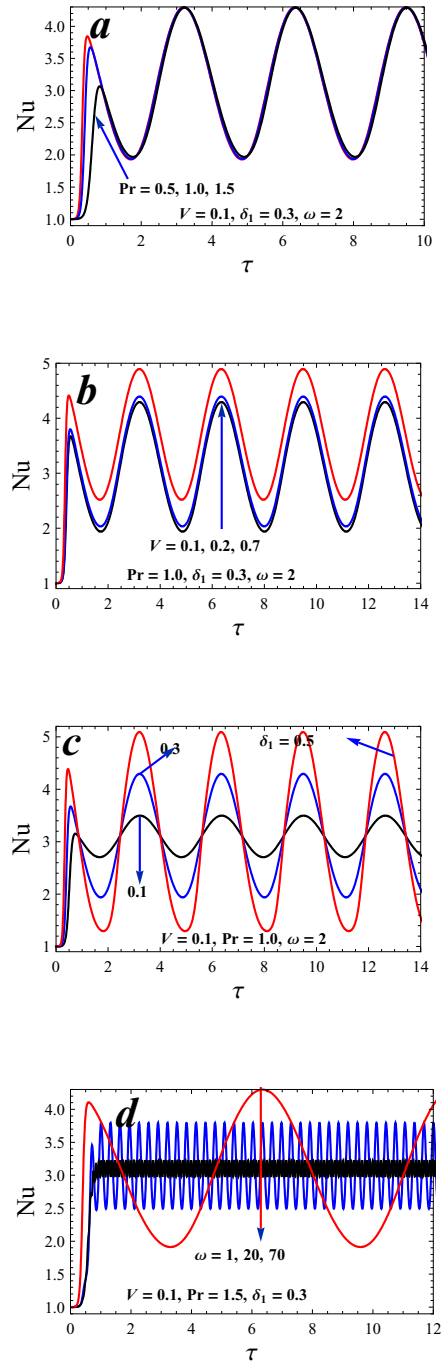 a
4.0
3.5
3.0
2.5
2.0
1.5
1.0
Nu
Pr = 0.5, 1.0, 1.5
V = 0.1, δ₁ = 0.3, ω = 2
0 2 4 6 8 10
τ
b
5
4
3
2
1
Nu
V = 0.1, 0.2, 0.7
Pr = 1.0, δ₁ = 0.3, ω = 2
0 2 4 6 8 10 12 14
τ
c
5
4
3
2
1
Nu
0.3
δ₁ = 0.5
0.1
V = 0.1, Pr = 1.0, ω = 2
0 2 4 6 8 10 12 14
τ
d
4.0
3.5
3.0
2.5
2.0
1.5
1.0
Nu
ω = 1, 20, 70
V = 0.1, Pr = 1.5, δ₁ = 0.3
0 2 4 6 8 10 12
τ